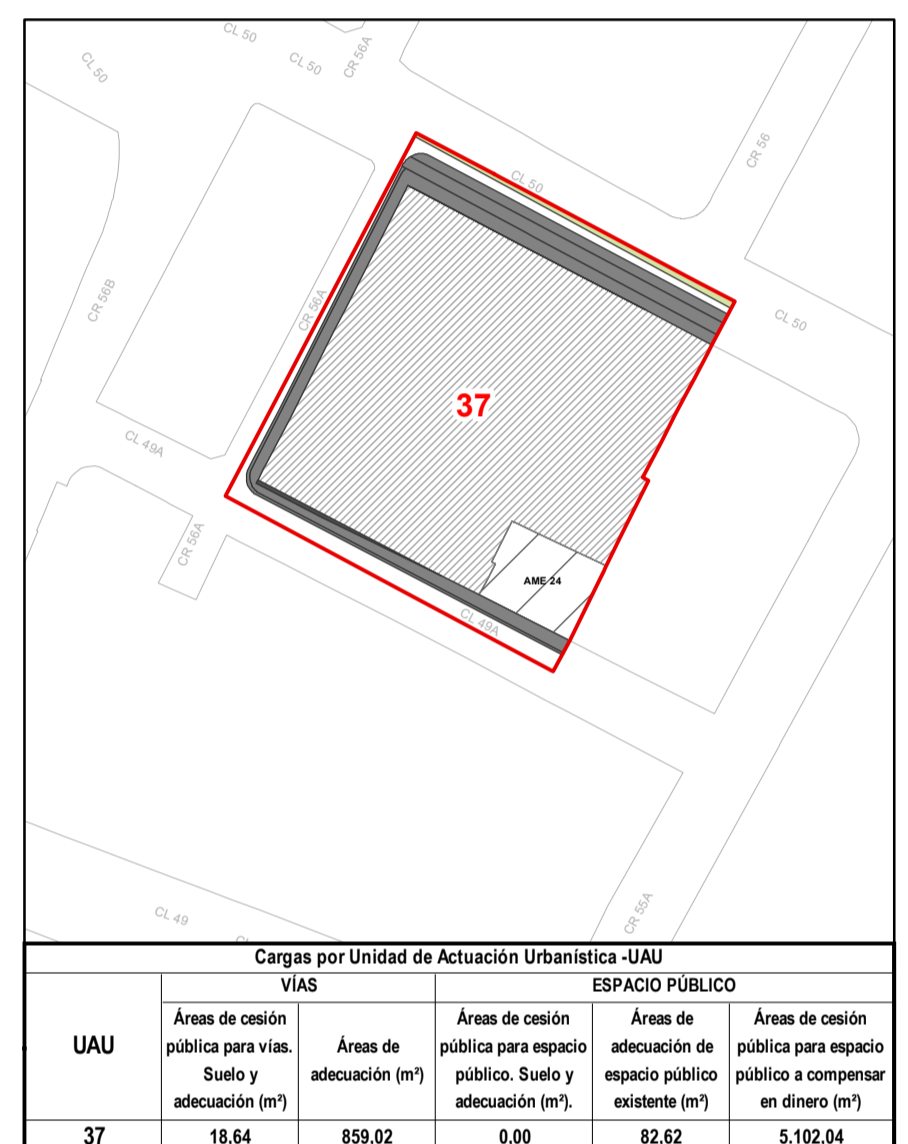 CL 50
CL 50
CL 50
CR 56A
CL 50
CR 56
CR 56B
CR 56A
CL 50
37
CL 49A
CR 56A
AME 24
CL 49A
CL 49
CR 55A
Cargas por Unidad de Actuación Urbanística -UAU
UAU
VÍAS
ESPACIO PÚBLICO
Áreas de cesión
pública para vías.
Suelo y
adecuación (m²)
Áreas de
adecuación (m²)
Áreas de cesión
pública para espacio
público. Suelo y
adecuación (m²).
Áreas de
adecuación de
espacio público
existente (m²)
Áreas de cesión
pública para espacio
público a compensar
en dinero (m²)
37 18,64 859,02 0,00 82,62 5.102,04